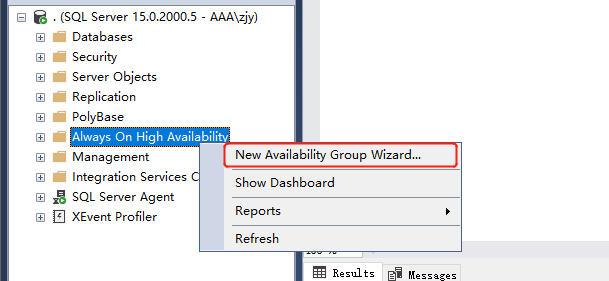 . (SQL Server 15.0.2000.5 - AAA\zjy)
Databases
Security
Server Objects
Replication
PolyBase
Always On High Availability
New Availability Group Wizard...
Management
Show Dashboard
Integration Services C
SQL Server Agent
Reports
XEvent Profiler
Refresh
Results
Messages